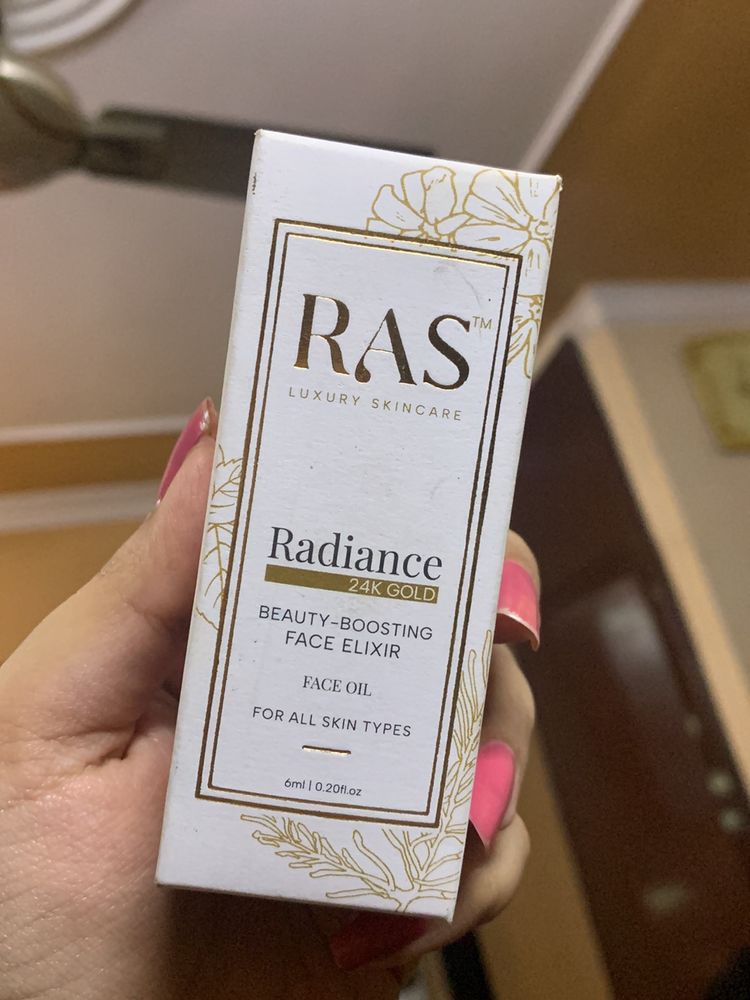 RAS™
LUXURY SKINCARE
Radiance
24K GOLD
BEAUTY-BOOSTING
FACE ELIXIR
FACE OIL
FOR ALL SKIN TYPES
6ml | 0.20fl.oz